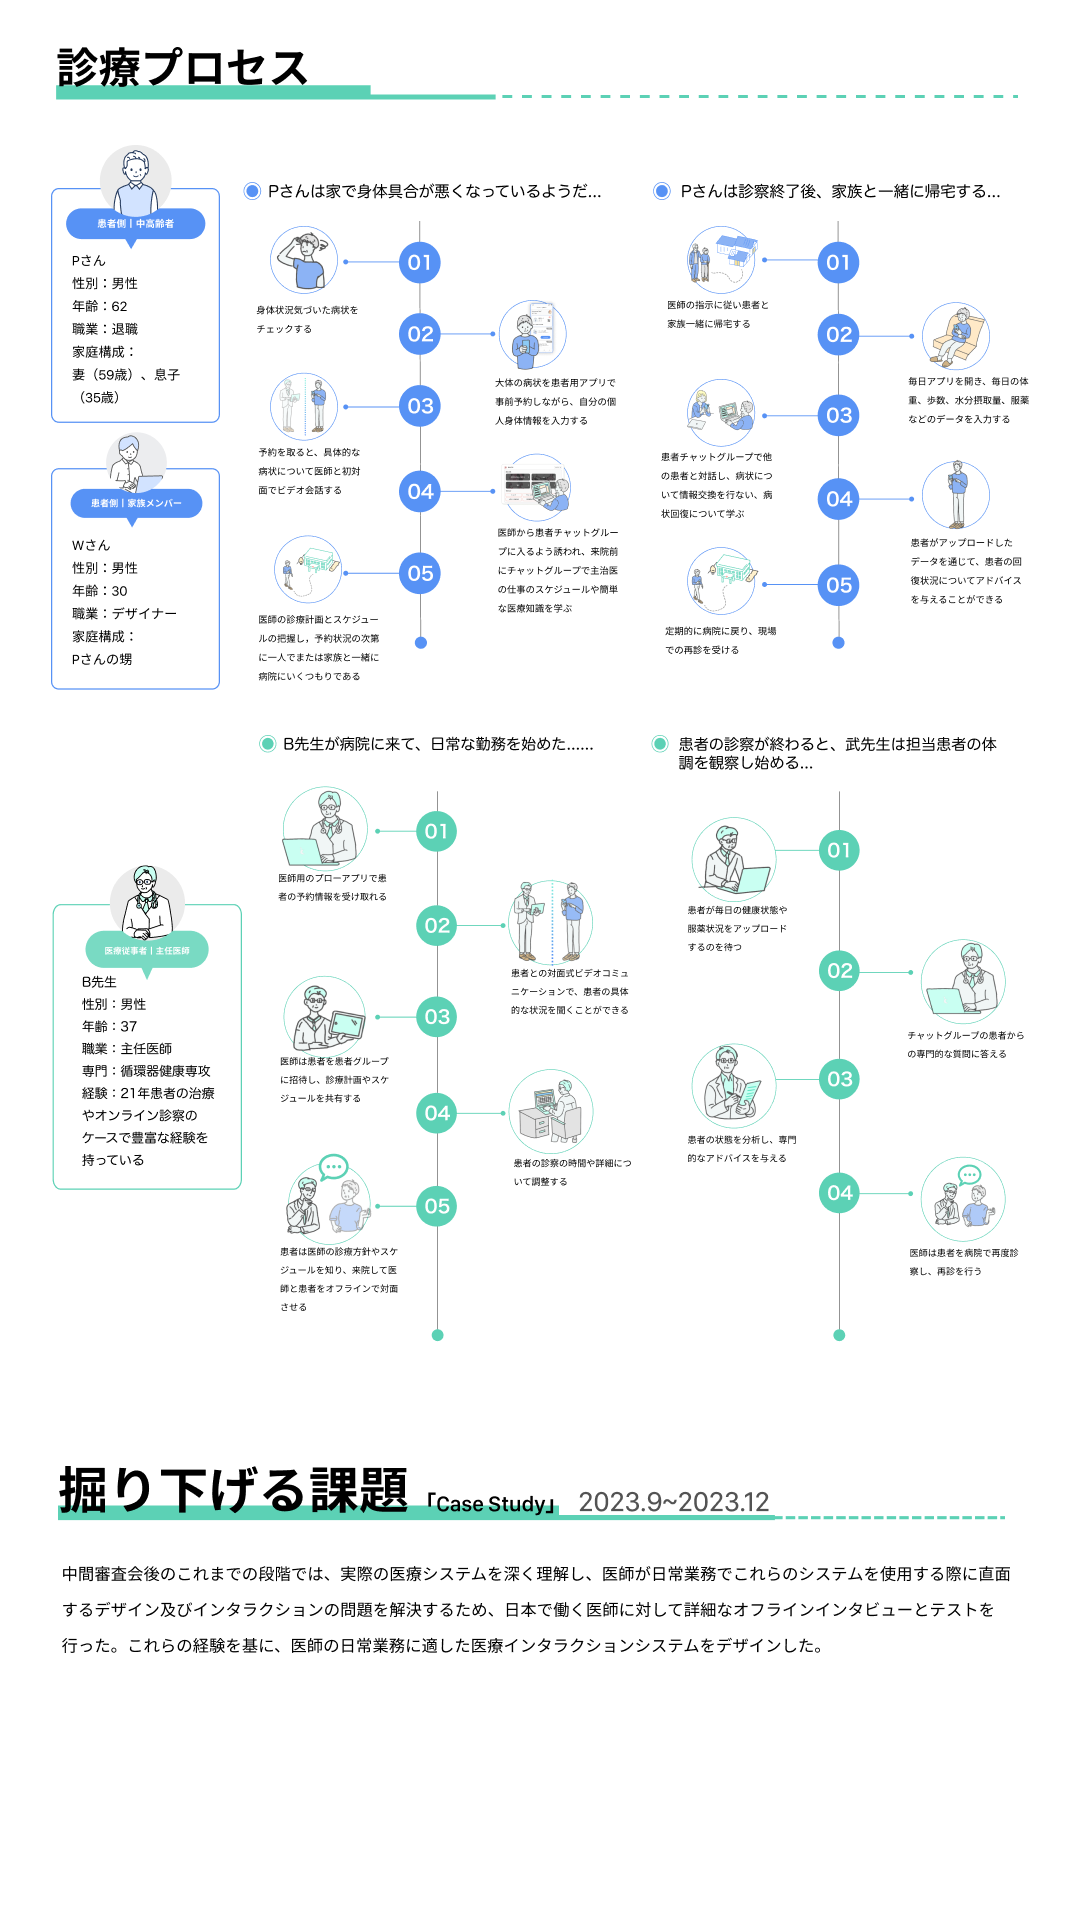 診療プロセス
患者側｜中高齢者
Pさん
性別：男性
年齢：62
職業：退職
家庭構成：
妻（59歳）、息子
（35歳）
患者側｜家族メンバー
Wさん
性別：男性
年齢：30
職業：デザイナー
家庭構成：
Pさんの甥
Pさんは家で身体具合が悪くなっているようだ...
01
身体状況気づいた病状を
チェックする
02
大体の病状を患者用アプリで
事前予約しながら、自分の個
人身体情報を入力する
03
予約を取ると、具体的な
病状について医師と初対
面でビデオ会話する
04
医師から患者チャットグルー
プに入るよう誘われ、来院前
にチャットグループで主治医
の仕事のスケジュールや簡単
な医療知識を学ぶ
05
医師の診療計画とスケジュー
ルの把握し，予約状況の次第
に一人でまたは家族と一緒に
病院にいくつもりである
Pさんは診察終了後、家族と一緒に帰宅する...
01
医師の指示に従い患者と
家族一緒に帰宅する
02
毎日アプリを開き、毎日の体
重、歩数、水分摂取量、服薬
などのデータを入力する
03
患者チャットグループで他
の患者と対話し、病状につ
いて情報交換を行ない、病
状回復について学ぶ
04
患者がアップロードした
データを通じて、患者の回
復状況についてアドバイス
を与えることができる
05
定期的に病院に戻り、現場
での再診を受ける
医療従事者｜主任医師
B先生
性別：男性
年齢：37
職業：主任医師
専門：循環器健康専攻
経験：21年患者の治療
やオンライン診察の
ケースで豊富な経験を
持っている
B先生が病院に来て、日常な勤務を始めた......
01
医師用のブローアプリで患
者の予約情報を受け取れる
02
患者との対面式ビデオコミュ
ニケーションで、患者の具体
的な状況を聞くことができる
03
医師は患者を患者グループ
に招待し、診療計画やスケ
ジュールを共有する
04
患者の診察の時間や詳細につ
いて調整する
05
患者は医師の診療方針やスケ
ジュールを知り、来院して医
師と患者をオフラインで対面
させる
患者の診察が終わると、武先生は担当患者の体
調を観察し始める...
01
患者が毎日の健康状態や
服薬状況をアップロード
するのを待つ
02
チャットグループの患者から
の専門的な質問に答える
03
患者の状態を分析し、専門
的なアドバイスを与える
04
医師は患者を病院で再度診
察し、再診を行う
掘り下げる課題「Case Study」 2023.9~2023.12
中間審査会後のこれまでの段階では、実際の医療システムを深く理解し、医師が日常業務でこれらのシステムを使用する際に直面
するデザイン及びインタラクションの問題を解決するため、日本で働く医師に対して詳細なオフラインインタビューとテストを
行った。これらの経験を基に、医師の日常業務に適した医療インタラクションシステムをデザインした。